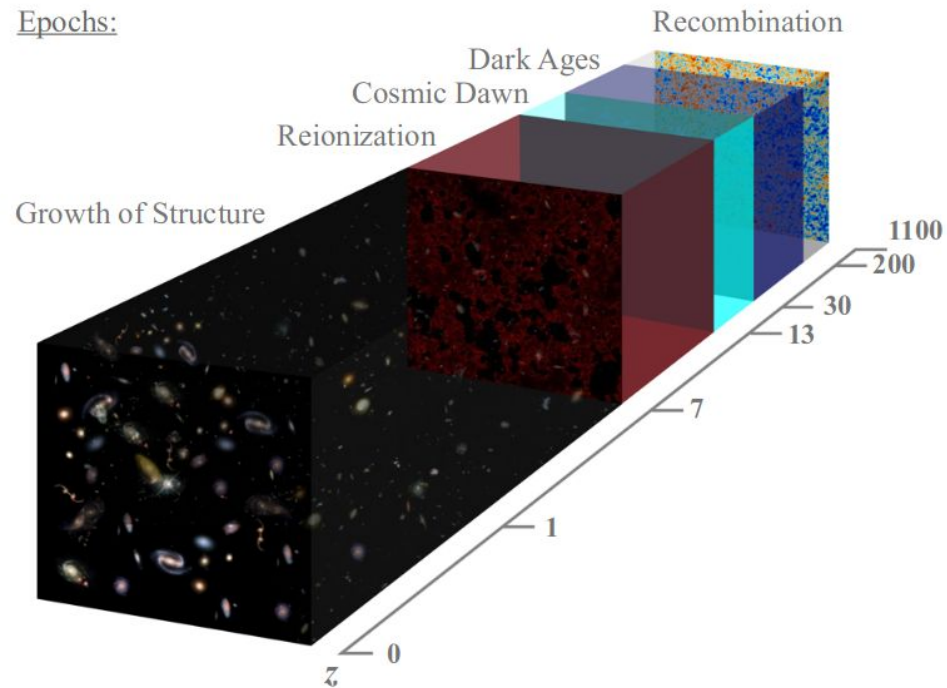 Epochs:
Recombination
Dark Ages
Cosmic Dawn
Reionization
Growth of Structure
1100
200
30
13
7
1
0
z